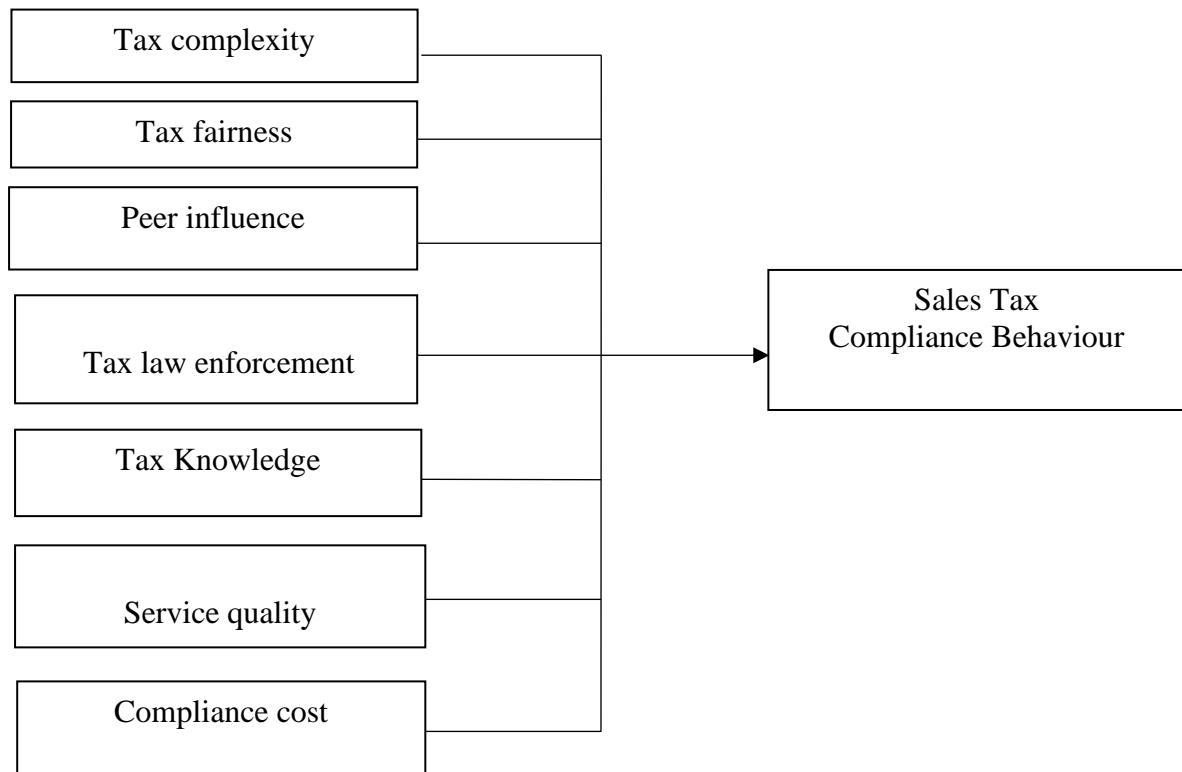 Tax complexity
Tax fairness
Peer influence
Tax law enforcement
Tax Knowledge
Service quality
Compliance cost
Sales Tax
Compliance Behaviour